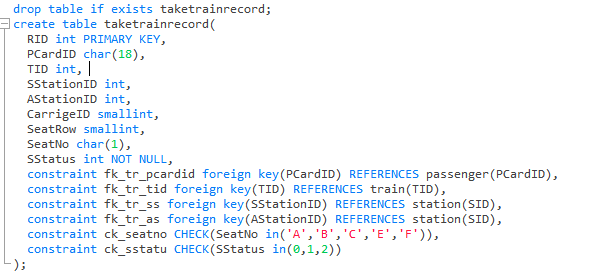 drop table if exists taketrainrecord;
create table taketrainrecord(
RID int PRIMARY KEY,
PCardID char(18),
TID int,
SStationID int,
AStationID int,
CarrigeID smallint,
SeatRow smallint,
SeatNo char(1),
SStatus int NOT NULL,
constraint fk_tr_pcardid foreign key(PCardID) REFERENCES passenger(PCardID),
constraint fk_tr_tid foreign key(TID) REFERENCES train(TID),
constraint fk_tr_ss foreign key(SStationID) REFERENCES station(SID),
constraint fk_tr_as foreign key(AStationID) REFERENCES station(SID),
constraint ck_seatno CHECK(SeatNo in('A','B','C','E','F')),
constraint ck_sstatu CHECK(SStatus in(0,1,2))
);